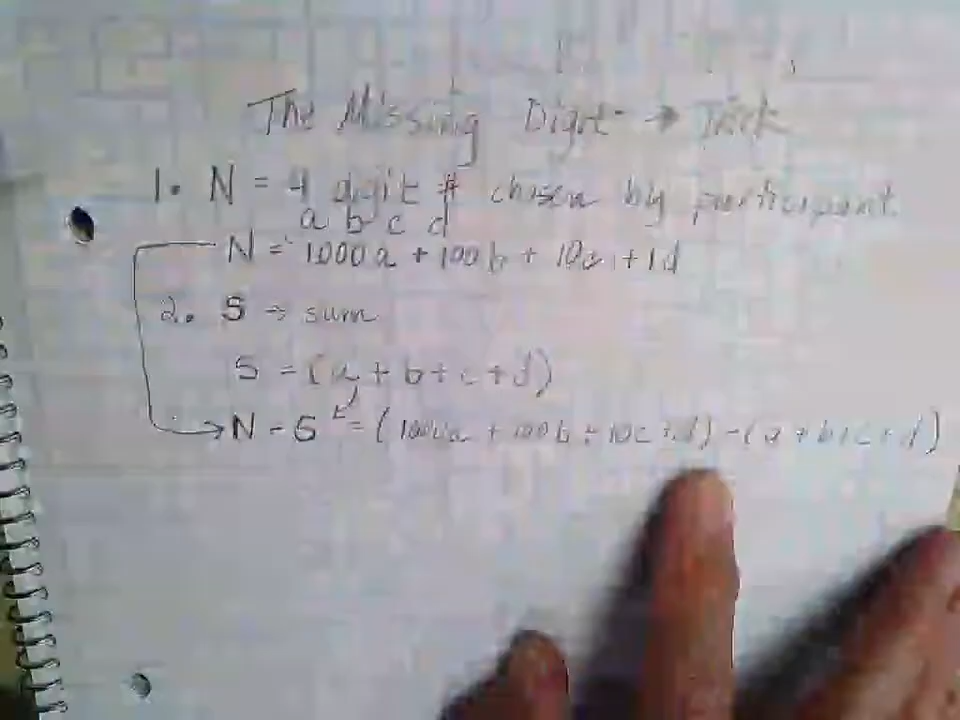 The Missing Digit → Trick
1. N = 4 digit # chosen by participant
a b c d
N = 1000a + 100b + 10c + 1d
2. S → sum
S = (a + b + c + d)
N - S = (1000a + 100b + 10c + d) - (a + b + c + d)